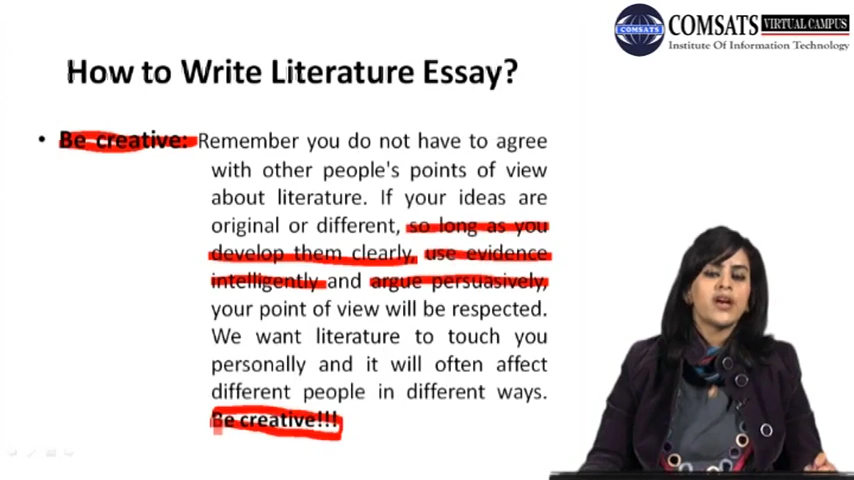 COMSATS VIRTUAL CAMPUS
COMSATS
Institute Of Information Technology
How to Write Literature Essay?
• Be creative: Remember you do not have to agree
with other people's points of view
about literature. If your ideas are
original or different, so long as you
develop them clearly, use evidence
intelligently and argue persuasively,
your point of view will be respected.
We want literature to touch you
personally and it will often affect
different people in different ways.
Be creative!!!